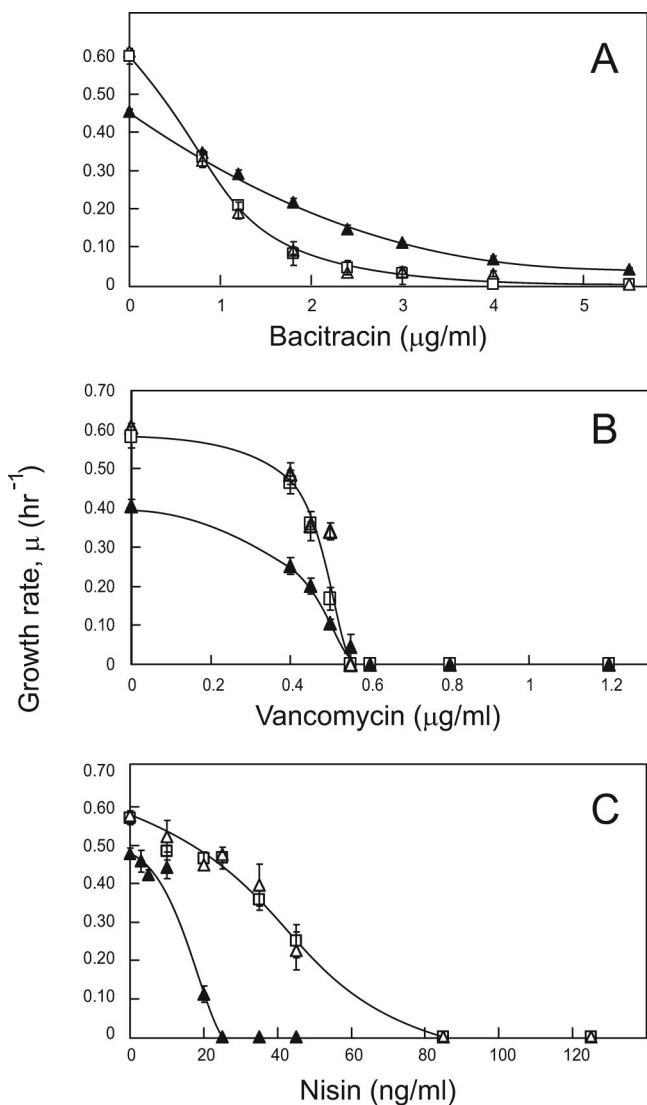 A
0.60
0.50
0.40
0.30
0.20
0.10
0
0 1 2 3 4 5
Bacitracin (μg/ml)
B
0.70
0.60
0.50
0.40
0.30
0.20
0.10
0
0 0.2 0.4 0.6 0.8 1 1.2
Vancomycin (μg/ml)
Growth rate, μ (hr⁻¹)
C
0.70
0.60
0.50
0.40
0.30
0.20
0.10
0
0 20 40 60 80 100 120
Nisin (ng/ml)